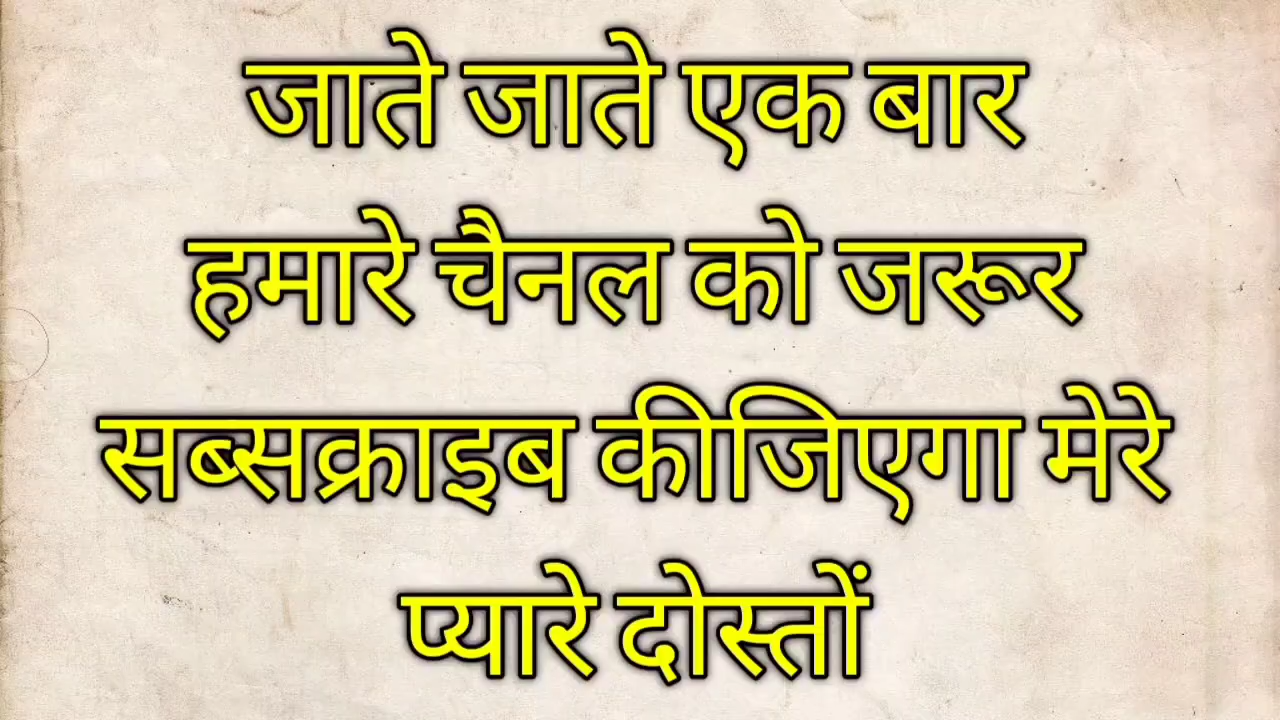 जाते जाते एक बार
हमारे चैनल को जरूर
सब्सक्राइब कीजिएगा मेरे
प्यारे दोस्तों